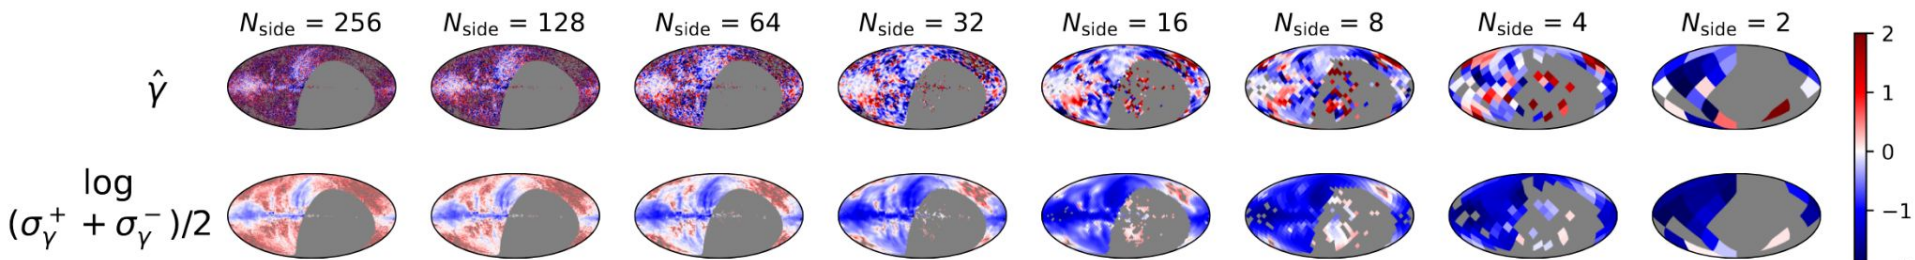 N_side = 256 N_side = 128 N_side = 64 N_side = 32 N_side = 16 N_side = 8 N_side = 4 N_side = 2
γ̂
log
(σ_γ^+ + σ_γ^-)/2
2
1
0
−1